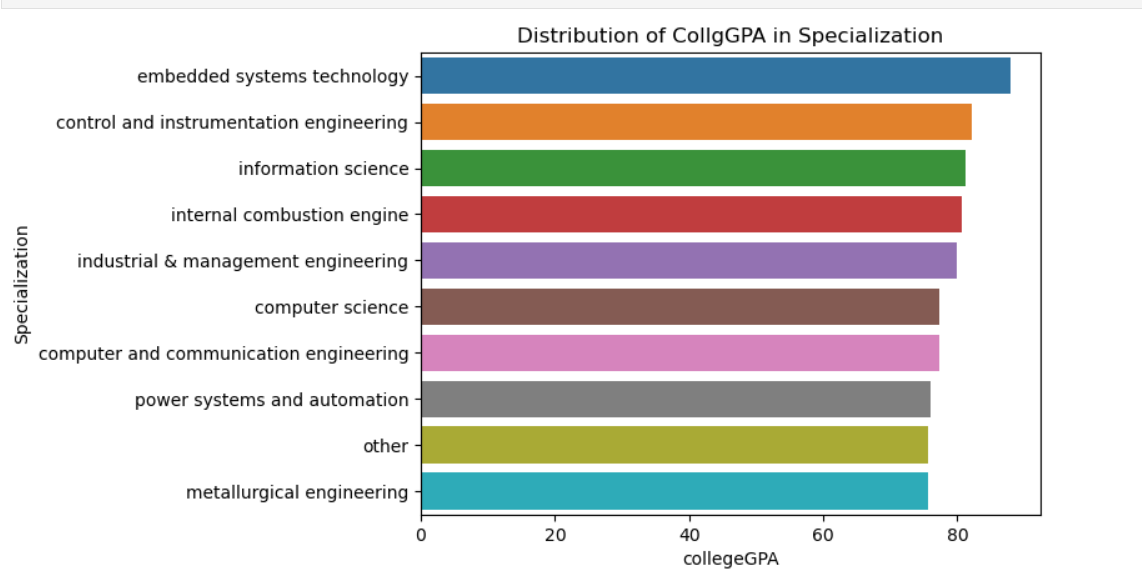 Distribution of CollgGPA in Specialization
embedded systems technology
control and instrumentation engineering
information science
internal combustion engine
industrial & management engineering
computer science
computer and communication engineering
power systems and automation
other
metallurgical engineering
Specialization
0 20 40 60 80
collegeGPA